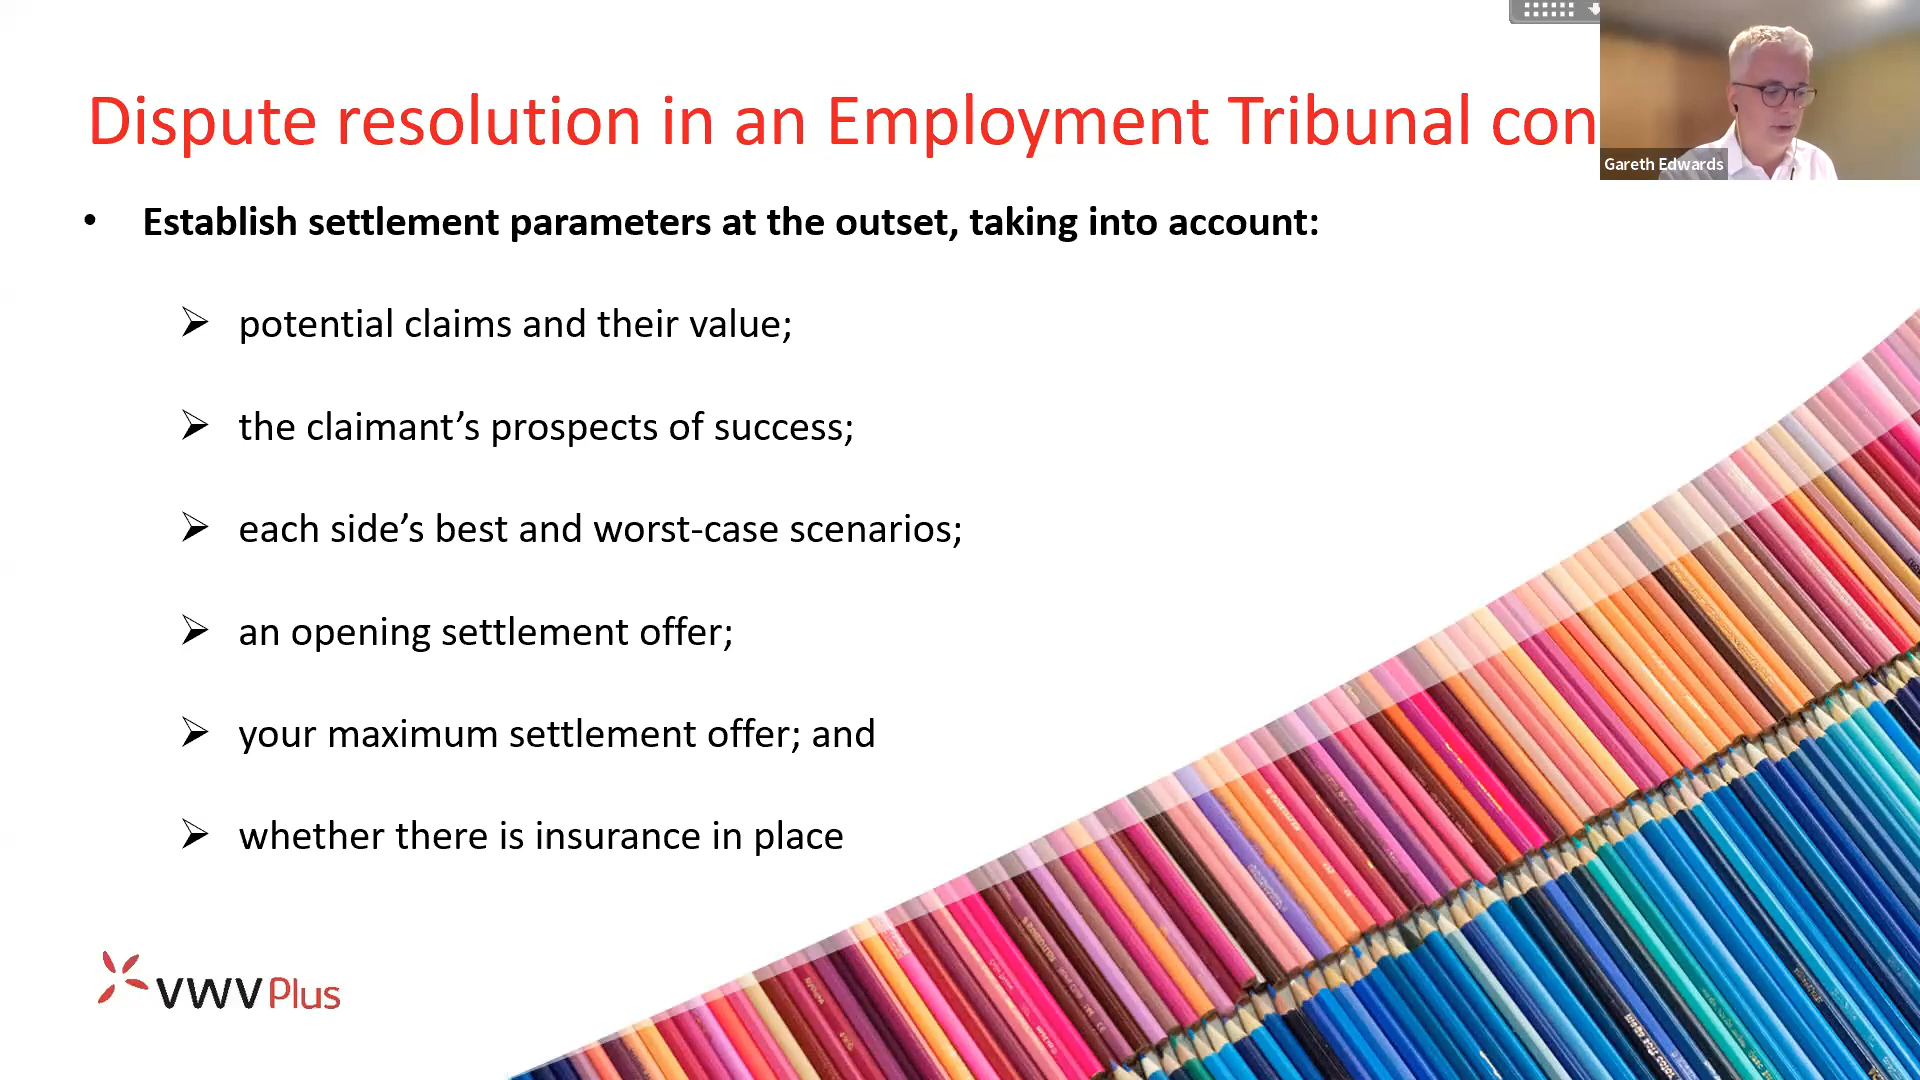 Dispute resolution in an Employment Tribunal con
Gareth Edwards
• Establish settlement parameters at the outset, taking into account:
➢ potential claims and their value;
➢ the claimant’s prospects of success;
➢ each side’s best and worst-case scenarios;
➢ an opening settlement offer;
➢ your maximum settlement offer; and
➢ whether there is insurance in place
VWV Plus